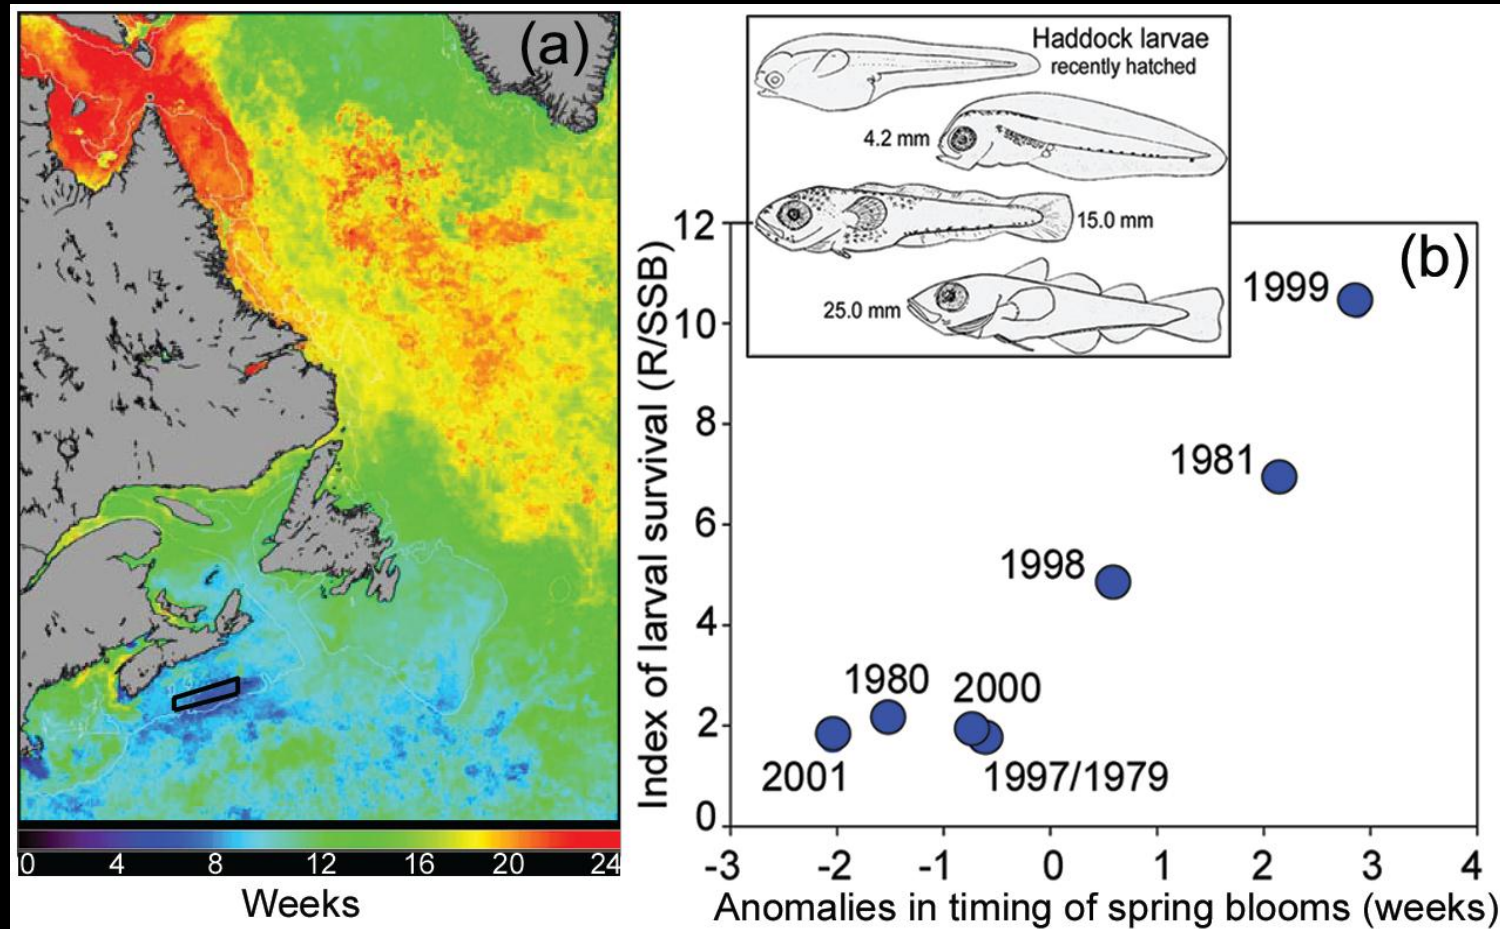 (a)
0 4 8 12 16 20 24
Weeks
Haddock larvae
recently hatched
4.2 mm
15.0 mm
25.0 mm
(b)
Index of larval survival (R/SSB)
12
10
8
6
4
2
0
1999
1981
1998
1980
2000
2001
1997/1979
-3 -2 -1 0 1 2 3 4
Anomalies in timing of spring blooms (weeks)